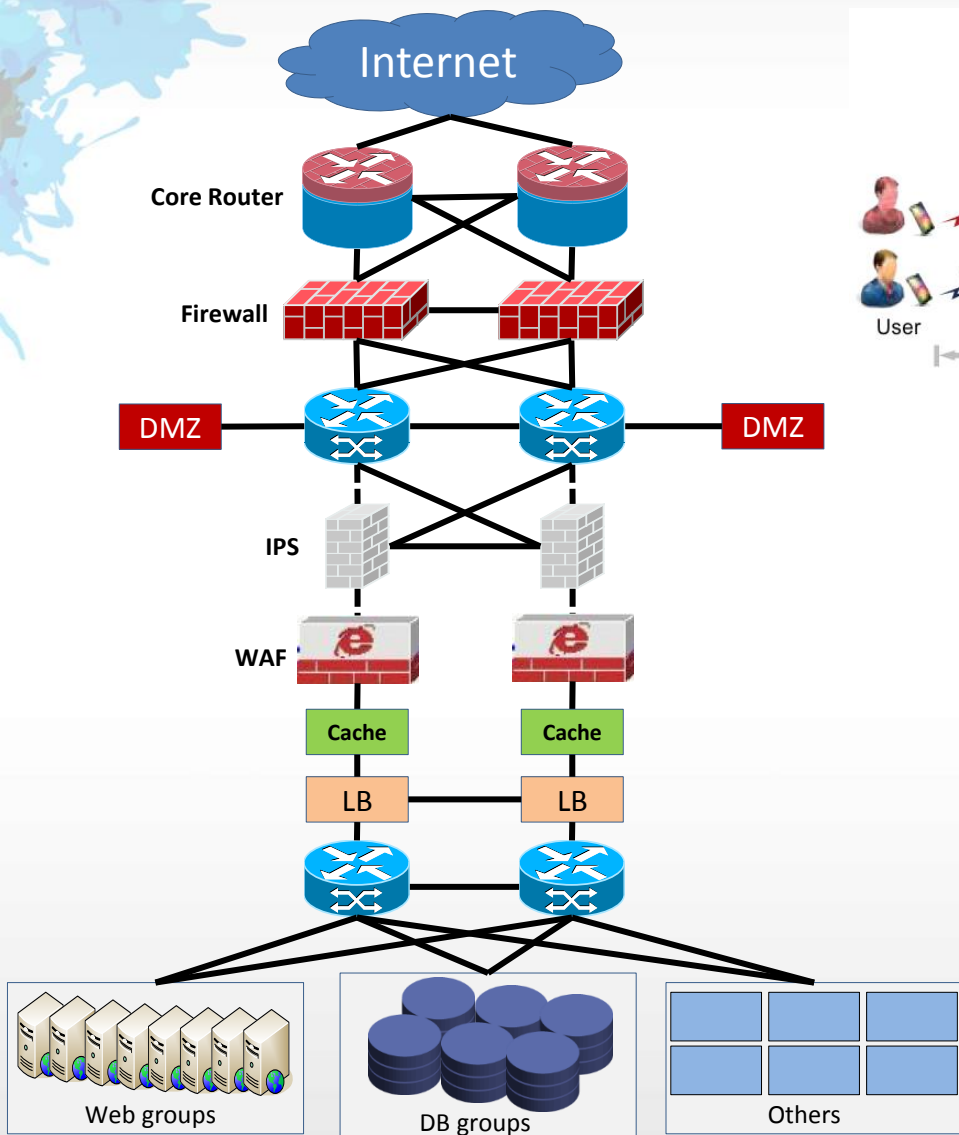 Internet
Core Router
Firewall
User
DMZ
DMZ
IPS
WAF
Cache
Cache
LB
LB
Web groups
DB groups
Others